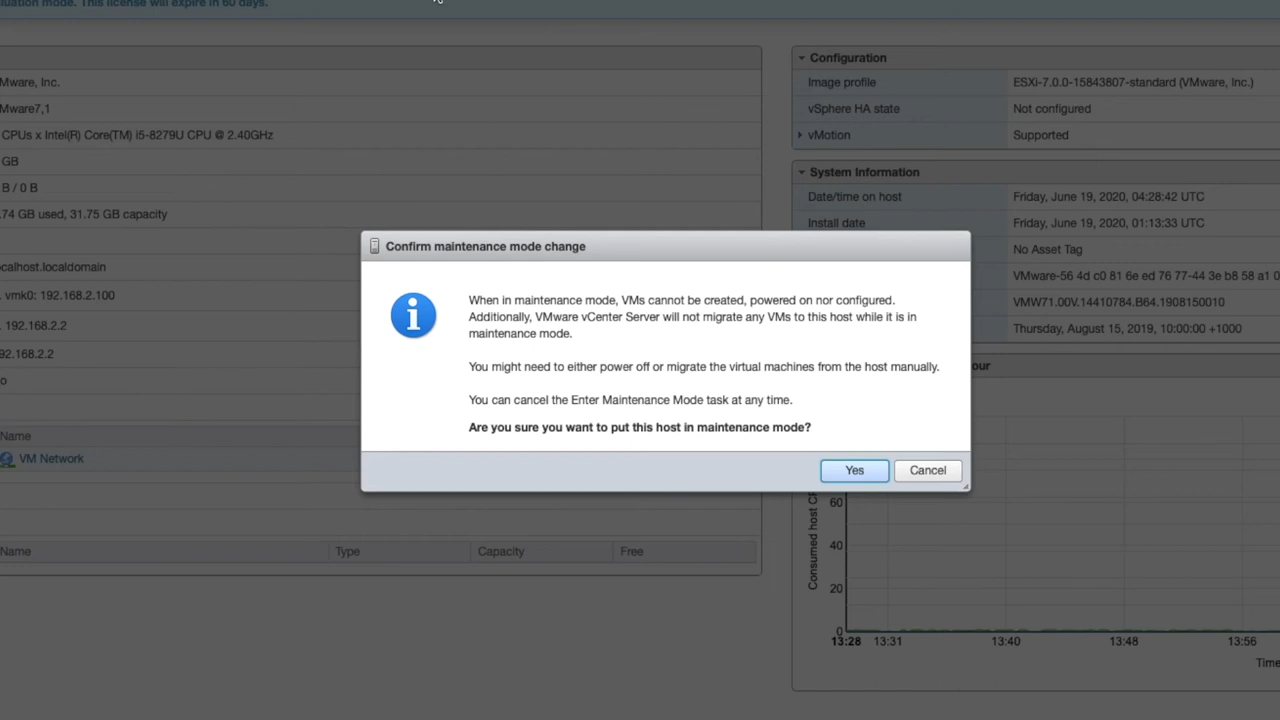 luation mode. This license will expire in 60 days.
Mware, Inc.
Mware7,1
CPUs x Intel(R) Core(TM) i5-8279U CPU @ 2.40GHz
GB
B / 0 B
.74 GB used, 31.75 GB capacity
calhost.localdomain
. vmk0: 192.168.2.100
. 192.168.2.2
92.168.2.2
o
Name
VM Network
Name Type Capacity Free
Configuration
Image profile ESXi-7.0.0-15843807-standard (VMware, Inc.)
vSphere HA state Not configured
vMotion Supported
System Information
Date/time on host Friday, June 19, 2020, 04:28:42 UTC
Install date Friday, June 19, 2020, 01:13:33 UTC
No Asset Tag
VMware-56 4d c0 81 6e ed 76 77-44 3e b8 58 a1 0
VMW71.00V.14410784.B64.1908150010
Thursday, August 15, 2019, 10:00:00 +1000
our
Confirm maintenance mode change
When in maintenance mode, VMs cannot be created, powered on nor configured.
Additionally, VMware vCenter Server will not migrate any VMs to this host while it is in
maintenance mode.
You might need to either power off or migrate the virtual machines from the host manually.
You can cancel the Enter Maintenance Mode task at any time.
Are you sure you want to put this host in maintenance mode?
Yes Cancel
Consumed host CP
60
40
20
0
13:28 13:31 13:40 13:48 13:56
Time